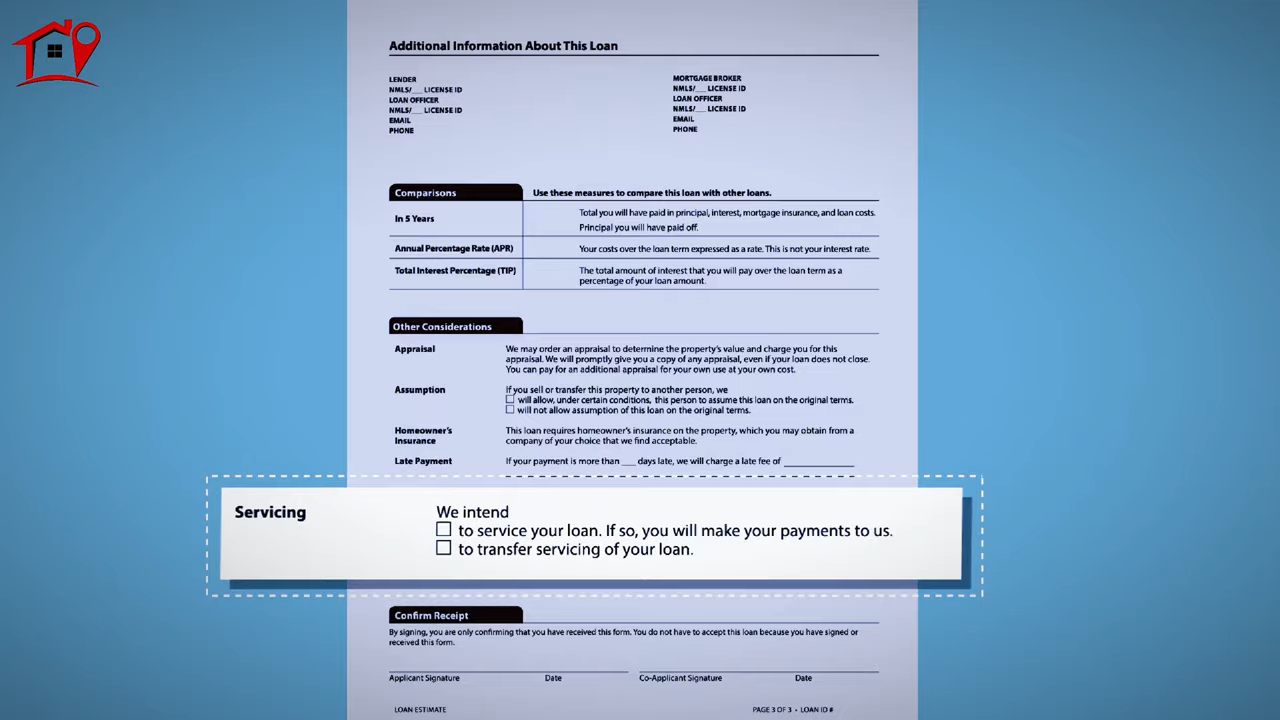 Additional Information About This Loan
LENDER
NMLS/___ LICENSE ID
LOAN OFFICER
NMLS/___ LICENSE ID
EMAIL
PHONE
MORTGAGE BROKER
NMLS/___ LICENSE ID
LOAN OFFICER
NMLS/___ LICENSE ID
EMAIL
PHONE
Comparisons
Use these measures to compare this loan with other loans.
In 5 Years
Total you will have paid in principal, interest, mortgage insurance, and loan costs.
Principal you will have paid off.
Annual Percentage Rate (APR)
Your costs over the loan term expressed as a rate. This is not your interest rate.
Total Interest Percentage (TIP)
The total amount of interest that you will pay over the loan term as a
percentage of your loan amount.
Other Considerations
Appraisal
We may order an appraisal to determine the property's value and charge you for this
appraisal. We will promptly give you a copy of any appraisal, even if your loan does not close.
You can pay for an additional appraisal for your own use at your own cost.
Assumption
If you sell or transfer this property to another person, we
☐ will allow, under certain conditions, this person to assume this loan on the original terms.
☐ will not allow assumption of this loan on the original terms.
Homeowner's
Insurance
This loan requires homeowner's insurance on the property, which you may obtain from a
company of your choice that we find acceptable.
Late Payment
If your payment is more than ___ days late, we will charge a late fee of ____________
Servicing
We intend
☐ to service your loan. If so, you will make your payments to us.
☐ to transfer servicing of your loan.
Confirm Receipt
By signing, you are only confirming that you have received this form. You do not have to accept this loan because you have signed or
received this form.
Applicant Signature
Date
Co-Applicant Signature
Date
LOAN ESTIMATE
PAGE 3 OF 3 • LOAN ID #